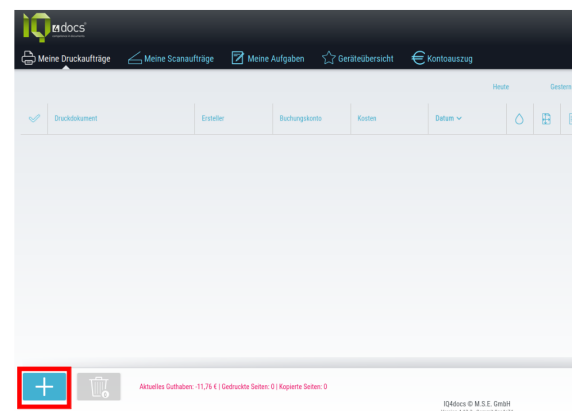 IQ4docs
Meine Druckaufträge Meine Scanaufträge Meine Aufgaben Geräteübersicht Kontoauszug
Heute Gestern
Druckdokument Ersteller Buchungskonto Kosten Datum
Aktuelles Guthaben: -11,76 € | Gedruckte Seiten: 0 | Kopierte Seiten: 0
IQ4docs © M.S.E. GmbH